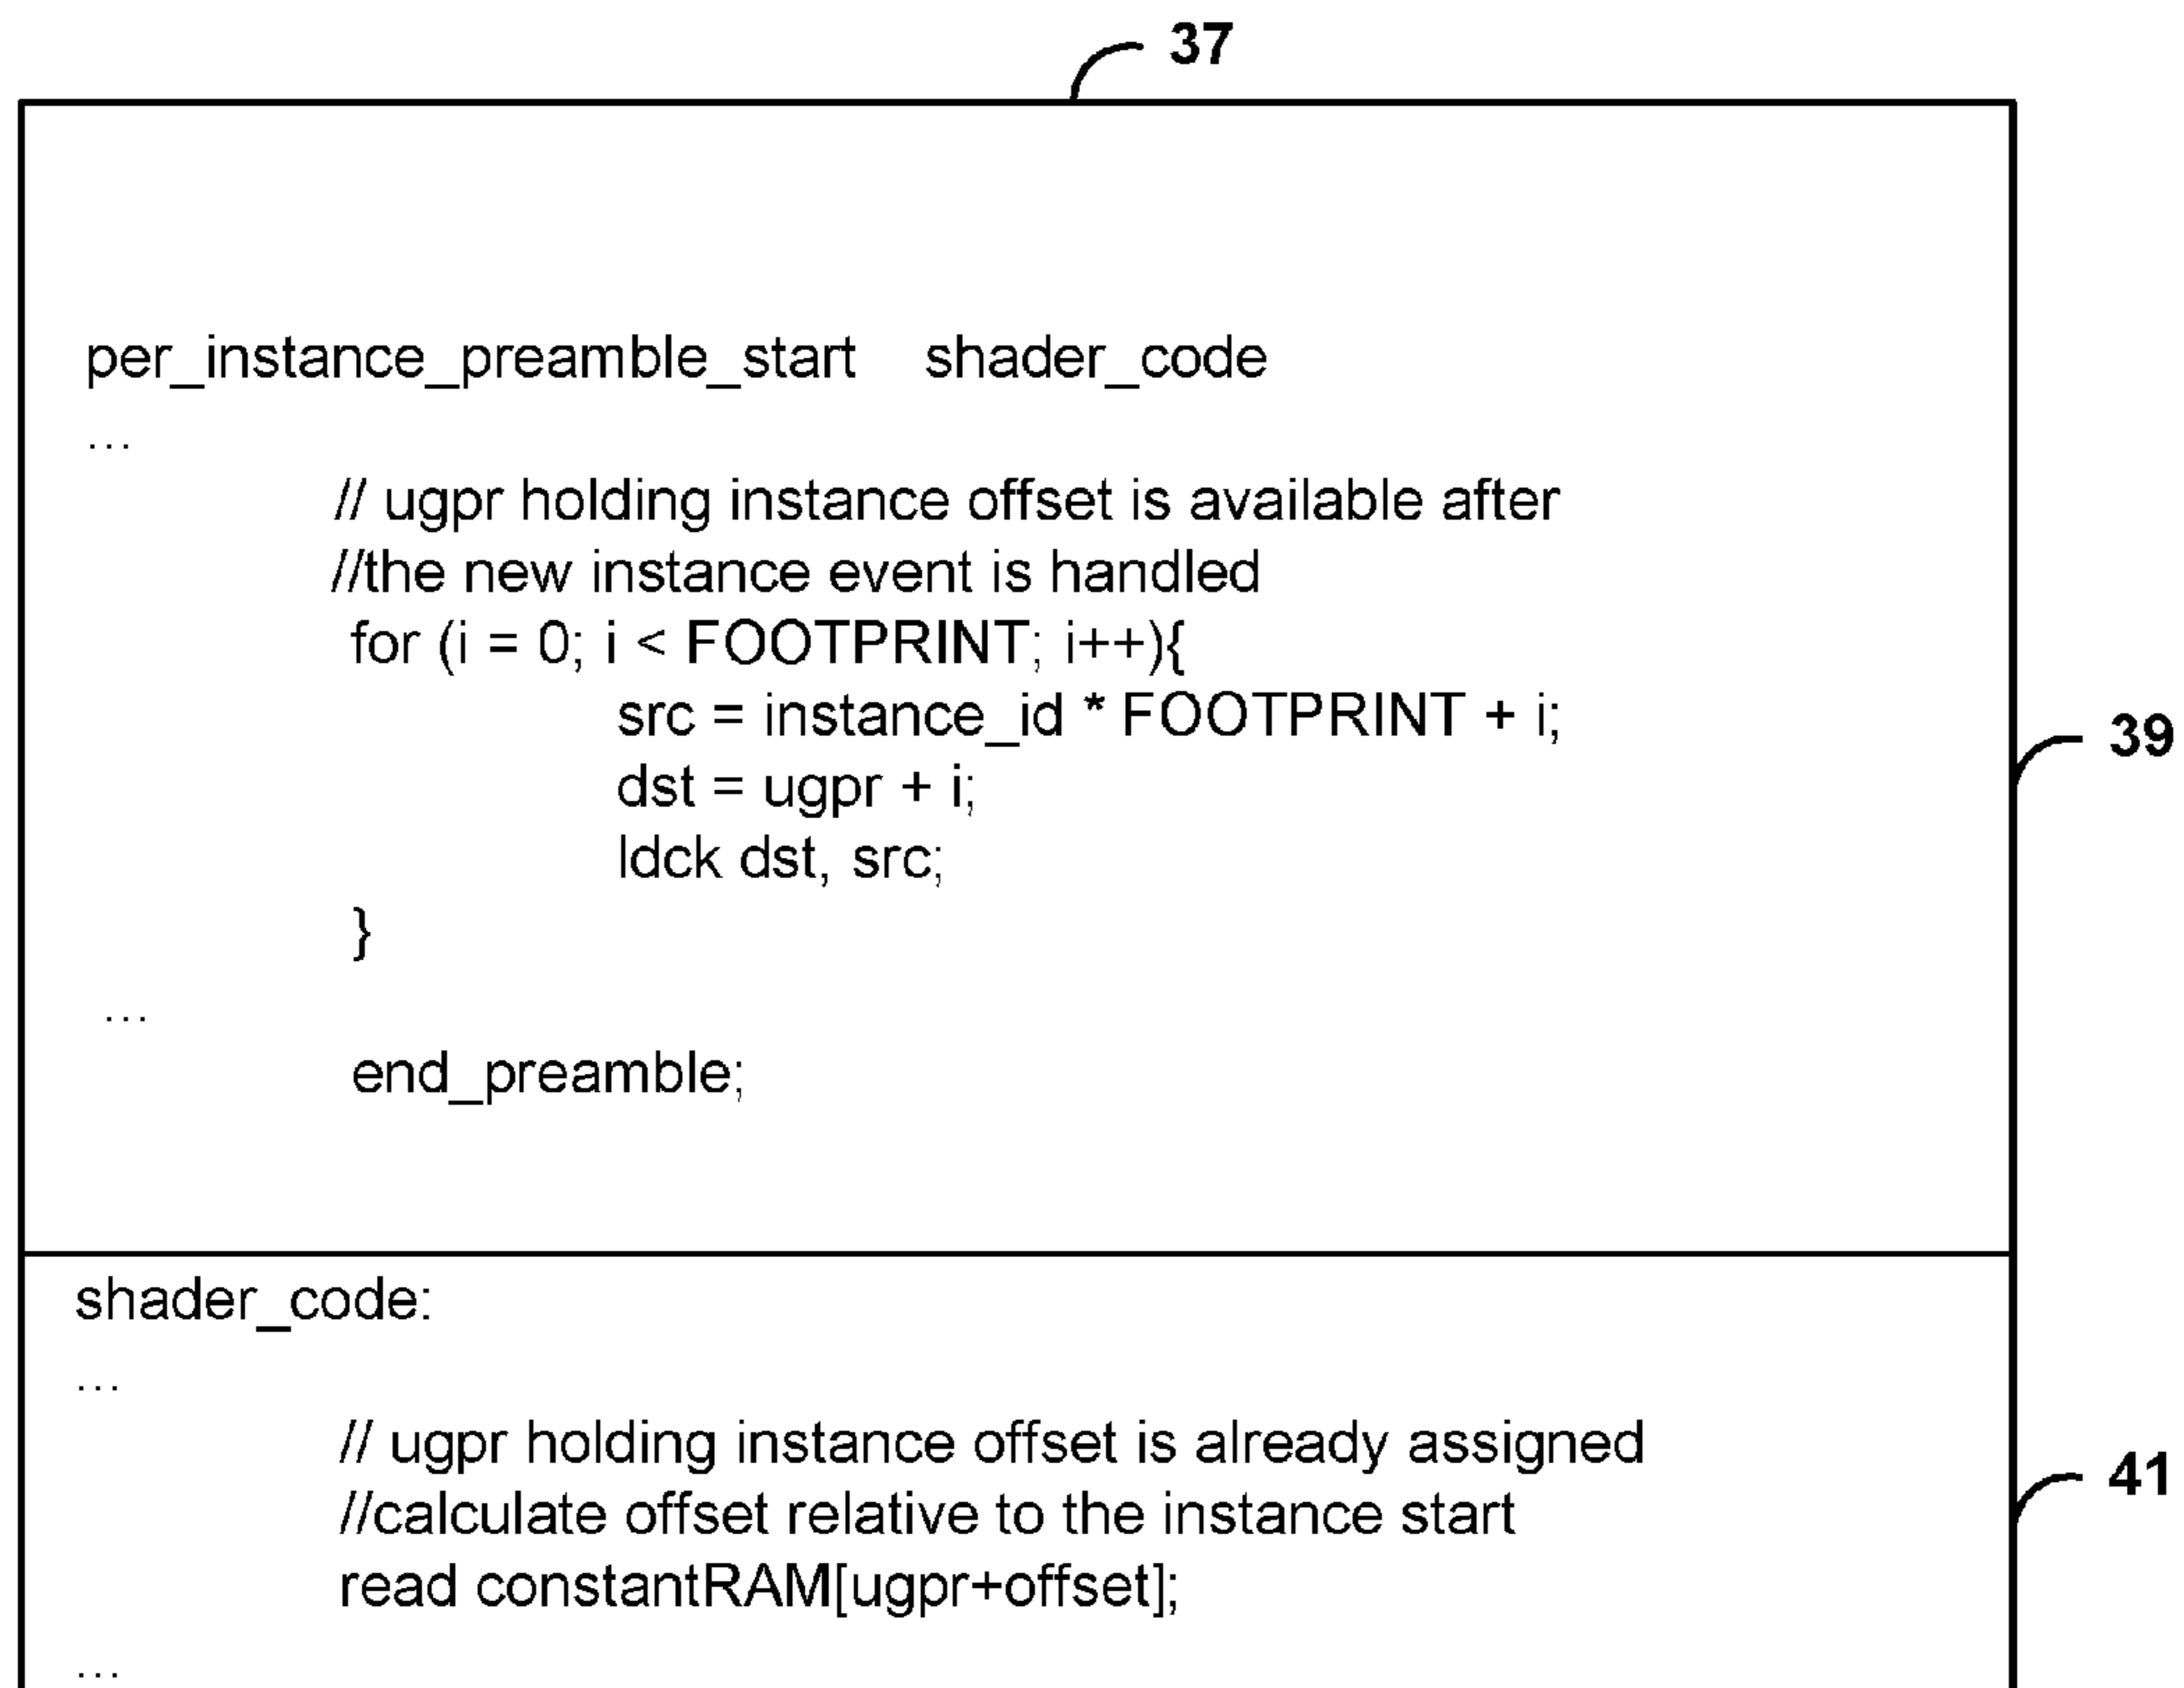 37
per_instance_preamble_start shader_code
...
// ugpr holding instance offset is available after
//the new instance event is handled
for (i = 0; i < FOOTPRINT; i++){
src = instance_id * FOOTPRINT + i;
39
dst = ugpr + i;
ldck dst, src;
}
...
end_preamble;
shader_code:
...
// ugpr holding instance offset is already assigned
41
//calculate offset relative to the instance start
read constantRAM[ugpr+offset];
...